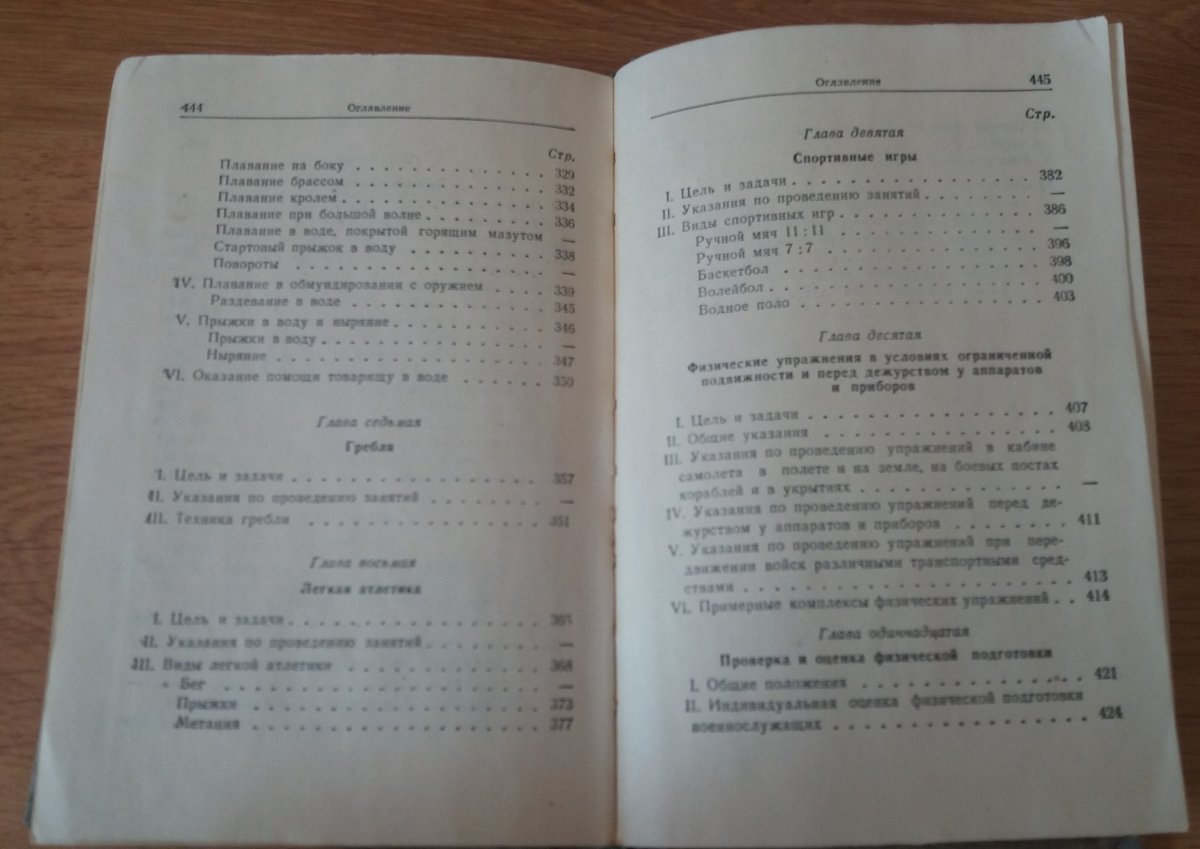 444 Оглавление
Стр.
Плавание на боку . . . . . . . . . . . . 329
Плавание брассом . . . . . . . . . . . . 332
Плавание кролем . . . . . . . . . . . . 334
Плавание при большой волне . . . . . . . . 336
Плавание в воде, покрытой горящим мазутом —
Стартовый прыжок в воду . . . . . . . . 338
Повороты . . . . . . . . . . . . —
IV. Плавание в обмундировании с оружием . . . . 339
Раздевание в воде . . . . . . . . . . . . 345
V. Прыжки в воду и ныряние . . . . . . . . . . 346
Прыжки в воду . . . . . . . . . . . . —
Ныряние . . . . . . . . . . . . 347
VI. Оказание помощи товарищу в воде . . . . . . 350
Глава седьмая
Гребля
I. Цель и задачи . . . . . . . . . . . . 357
II. Указания по проведению занятий . . . . . . . —
III. Техника гребли . . . . . . . . . . . . 361
Глава восьмая
Легкая атлетика
I. Цель и задачи . . . . . . . . . . . .
II. Указания по проведению занятий . . . . . . . —
III. Виды легкой атлетики . . . . . . . . . . 368
Бег . . . . . . . . . . . . —
Прыжки . . . . . . . . . . . . 373
Метания . . . . . . . . . . . . 377
Оглавление 445
Стр.
Глава девятая
Спортивные игры
I. Цель и задачи . . . . . . . . . . . . 382
II. Указания по проведению занятий . . . . . . . —
III. Виды спортивных игр . . . . . . . . . . 386
Ручной мяч 11 : 11 . . . . . . . . . . —
Ручной мяч 7 : 7 . . . . . . . . . . 396
Баскетбол . . . . . . . . . . . . 398
Волейбол . . . . . . . . . . . . 400
Водное поло . . . . . . . . . . . . 403
Глава десятая
Физические упражнения в условиях ограниченной
подвижности и перед дежурством у аппаратов
и приборов
I. Цель и задачи . . . . . . . . . . . . 407
II. Общие указания . . . . . . . . . . . . 408
III. Указания по проведению упражнений в кабине
самолета в полете и на земле, на боевых постах
кораблей и в укрытиях . . . . . . . . . . —
IV. Указания по проведению упражнений перед де-
журством у аппаратов и приборов . . . . . . . 411
V. Указания по проведению упражнений при пере-
движении войск различными транспортными сред-
ствами . . . . . . . . . . . . 413
VI. Примерные комплексы физических упражнений . . 414
Глава одиннадцатая
Проверка и оценка физической подготовки
I. Общие положения . . . . . . . . . . . . 421
II. Индивидуальная оценка физической подготовки
военнослужащих . . . . . . . . . . . . 424